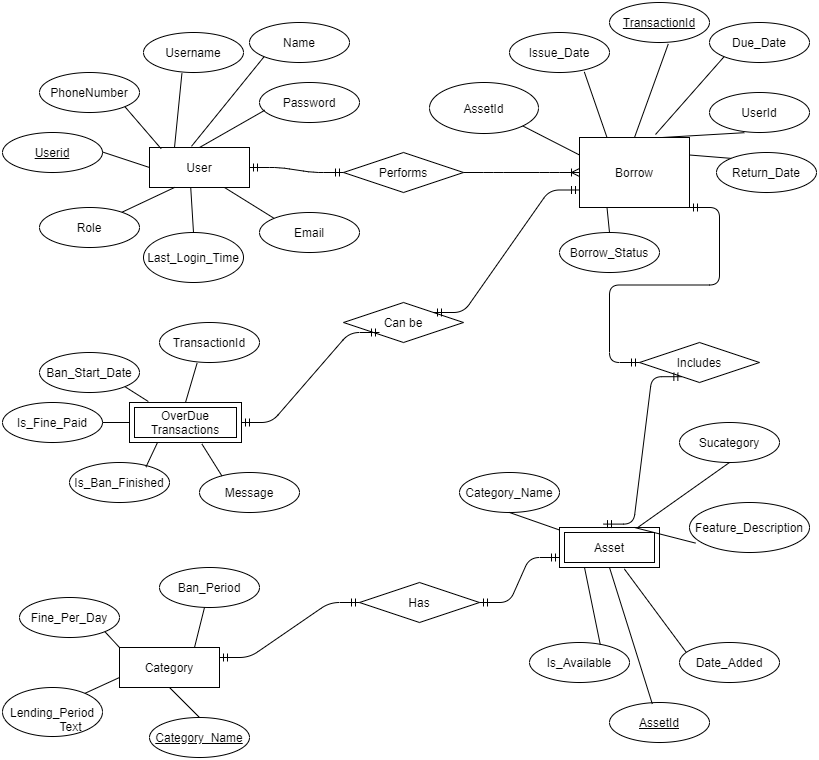 TransactionId
Name
Username
Issue_Date
Due_Date
PhoneNumber
Password
AssetId
UserId
Userid
User
Performs
Borrow
Return_Date
Role
Email
Last_Login_Time
Borrow_Status
Can be
TransactionId
Includes
Ban_Start_Date
Is_Fine_Paid
OverDue
Transactions
Sucategory
Is_Ban_Finished
Message
Category_Name
Feature_Description
Asset
Ban_Period
Has
Fine_Per_Day
Category
Is_Available
Date_Added
Lending_Period
Text
AssetId
Category_Name